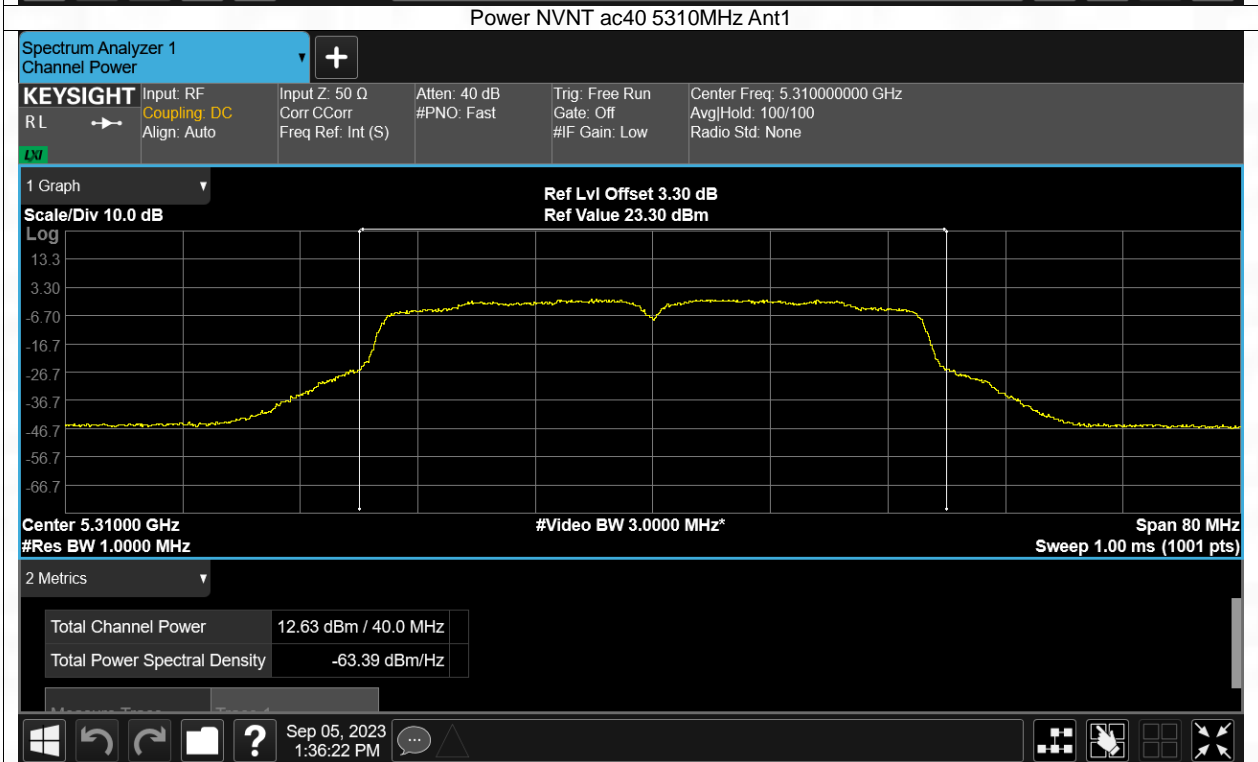 Power NVNT ac40 5310MHz Ant1
Spectrum Analyzer 1
Channel Power
+
KEYSIGHT
R L
LXI
Input: RF
Coupling: DC
Align: Auto
Input Z: 50 Ω
Corr CCorr
Freq Ref: Int (S)
Atten: 40 dB
#PNO: Fast
Trig: Free Run
Gate: Off
#IF Gain: Low
Center Freq: 5.310000000 GHz
Avg|Hold: 100/100
Radio Std: None
1 Graph
Scale/Div 10.0 dB
Ref Lvl Offset 3.30 dB
Ref Value 23.30 dBm
Log
13.3
3.30
-6.70
-16.7
-26.7
-36.7
-46.7
-56.7
-66.7
Center 5.31000 GHz
#Video BW 3.0000 MHz*
Span 80 MHz
#Res BW 1.0000 MHz
Sweep 1.00 ms (1001 pts)
2 Metrics
Total Channel Power 12.63 dBm / 40.0 MHz
Total Power Spectral Density -63.39 dBm/Hz
?
Sep 05, 2023
1:36:22 PM